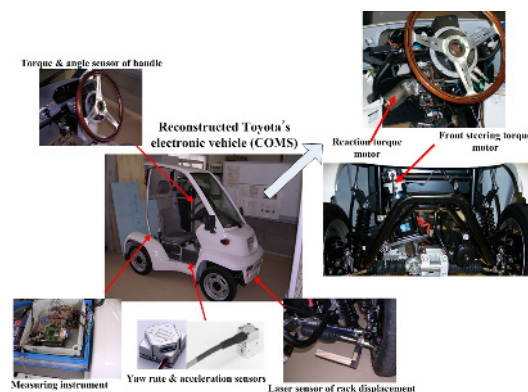 Torque & angle sensor of handle
Reconstructed Toyota's
electronic vehicle (COMS)
Reaction torque
motor
Front steering torque
motor
Measuring instrument
Yaw rate & acceleration sensors
Laser sensor of rack displacement